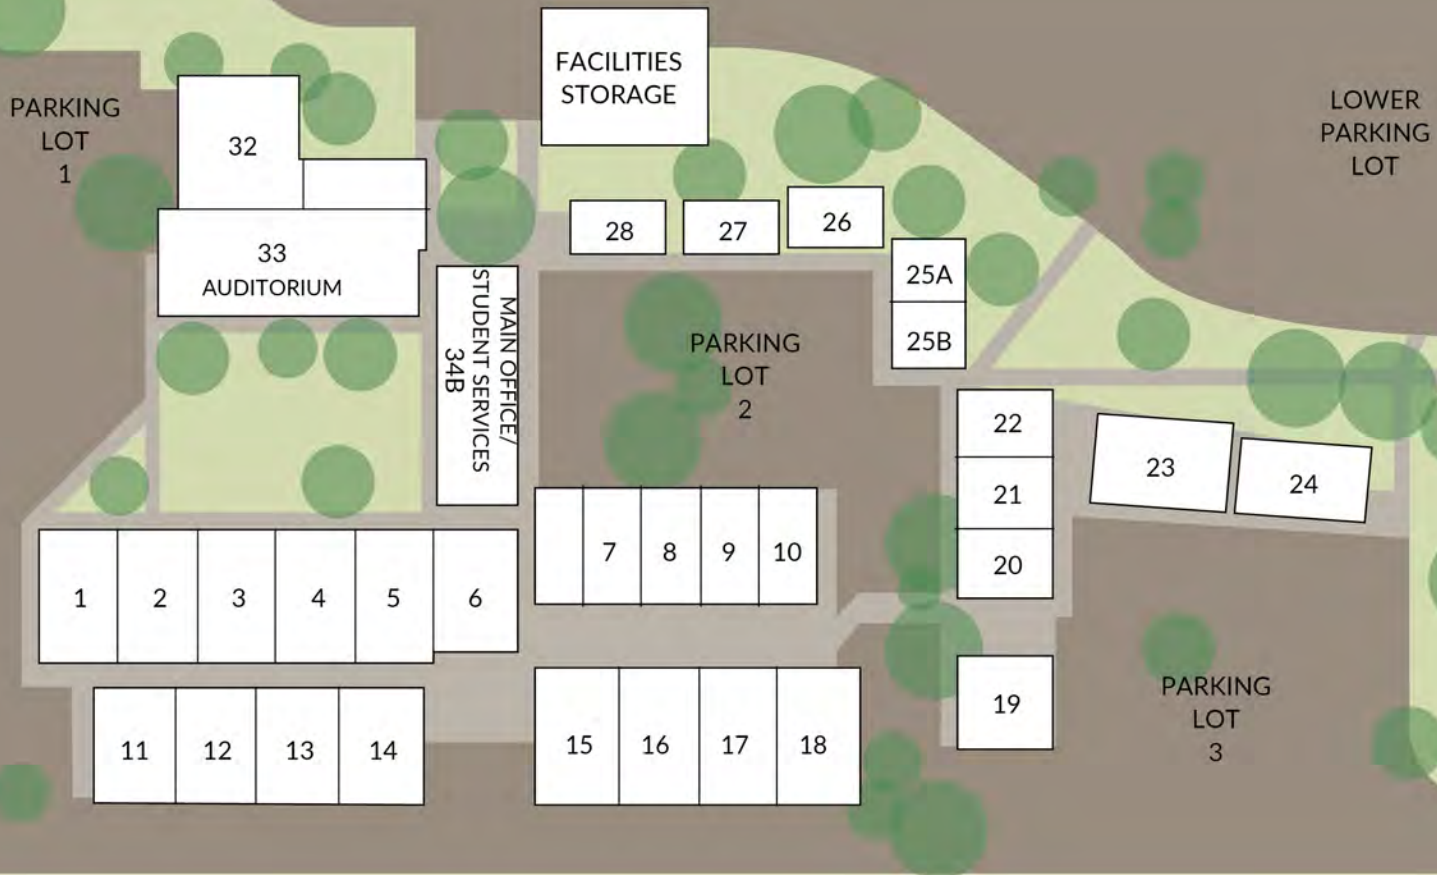 FACILITIES
STORAGE
PARKING
LOT
1
LOWER
PARKING
LOT
32
33
AUDITORIUM
28
27
26
25A
25B
MAIN OFFICE/
STUDENT SERVICES
34B
PARKING
LOT
2
22
21
20
23
24
7
8
9
10
1
2
3
4
5
6
19
PARKING
LOT
3
11
12
13
14
15
16
17
18